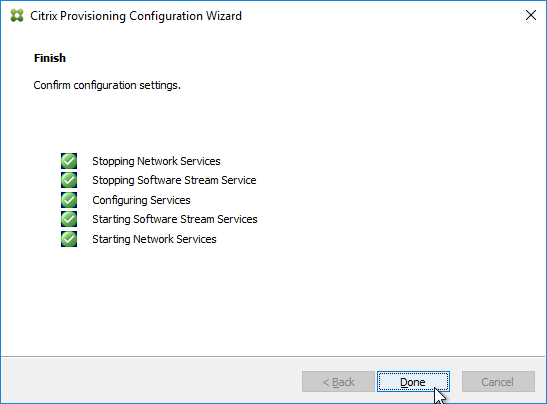 Citrix Provisioning Configuration Wizard
Finish
Confirm configuration settings.
Stopping Network Services
Stopping Software Stream Service
Configuring Services
Starting Software Stream Services
Starting Network Services
< Back Done Cancel